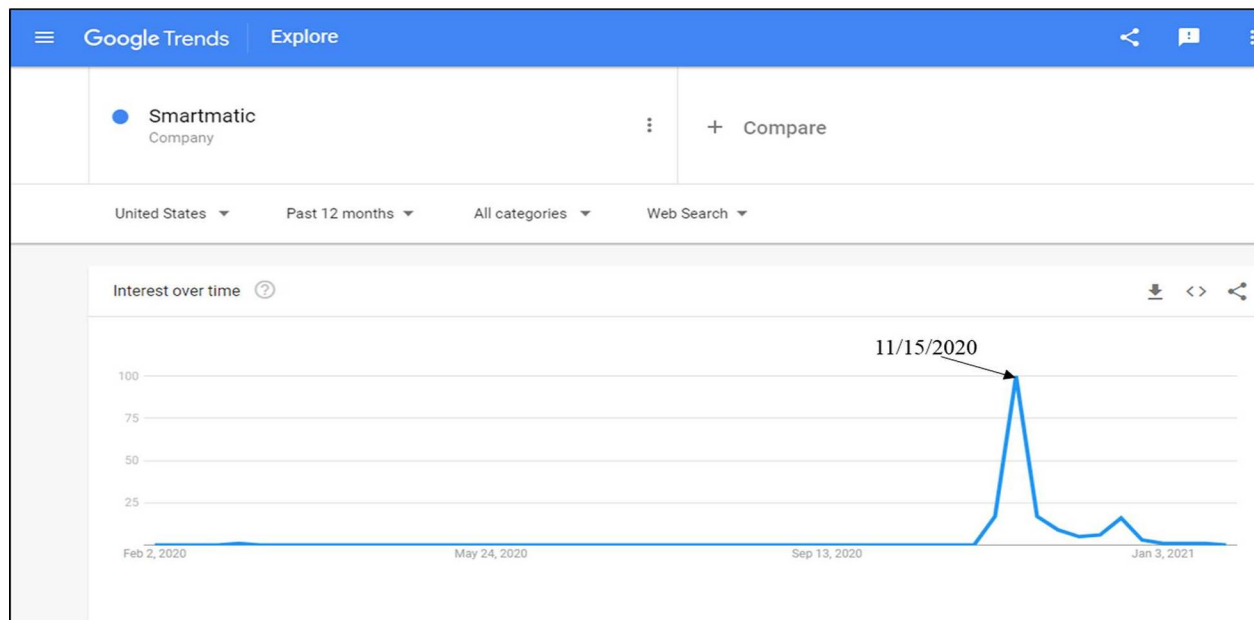 Google Trends Explore
Smartmatic
Company
+ Compare
United States Past 12 months All categories Web Search
Interest over time ?
11/15/2020
100
75
50
25
Feb 2, 2020 May 24, 2020 Sep 13, 2020 Jan 3, 2021